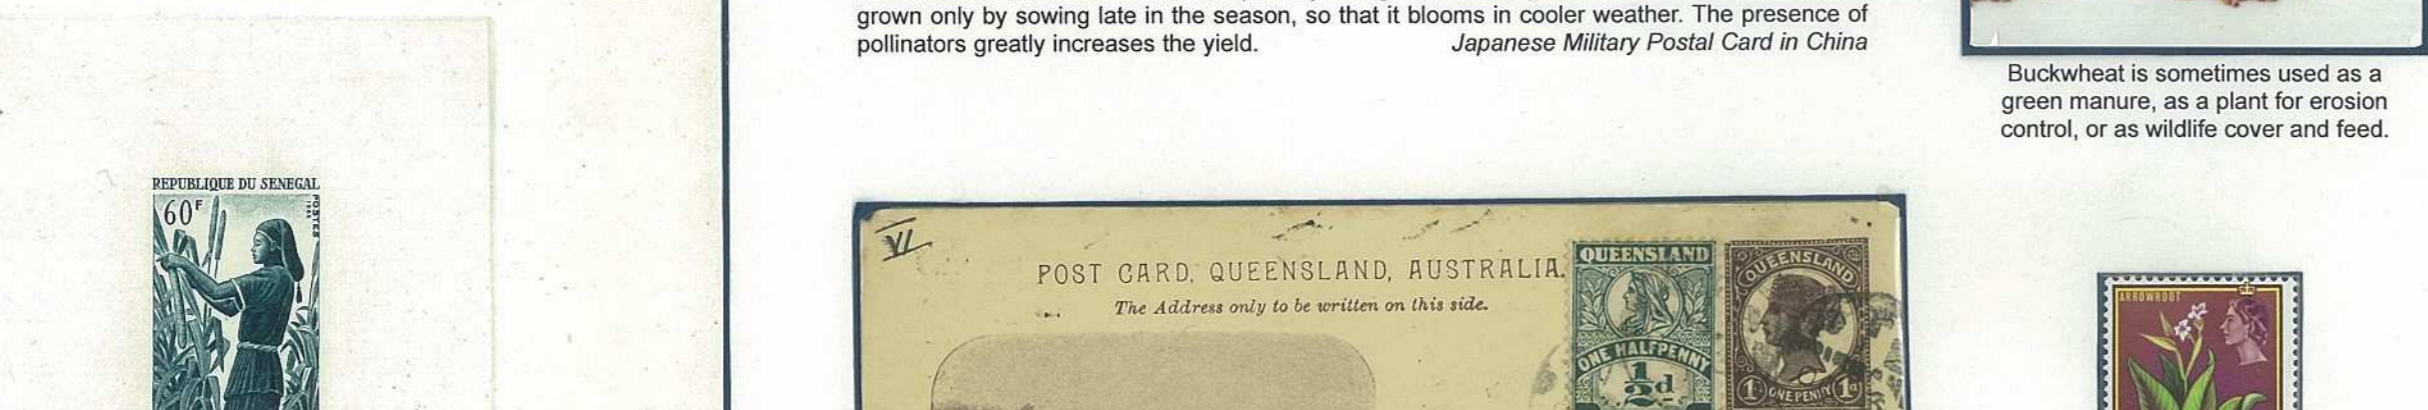 grown only by sowing late in the season, so that it blooms in cooler weather. The presence of
pollinators greatly increases the yield.
Japanese Military Postal Card in China
Buckwheat is sometimes used as a
green manure, as a plant for erosion
control, or as wildlife cover and feed.
REPUBLIQUE DU SENEGAL
60F
POSTES
VI
POST CARD, QUEENSLAND, AUSTRALIA.
The Address only to be written on this side.
QUEENSLAND
ONE HALFPENNY
½d
QUEENSLAND
1d ONE PENNY 1d
ARROWROOT